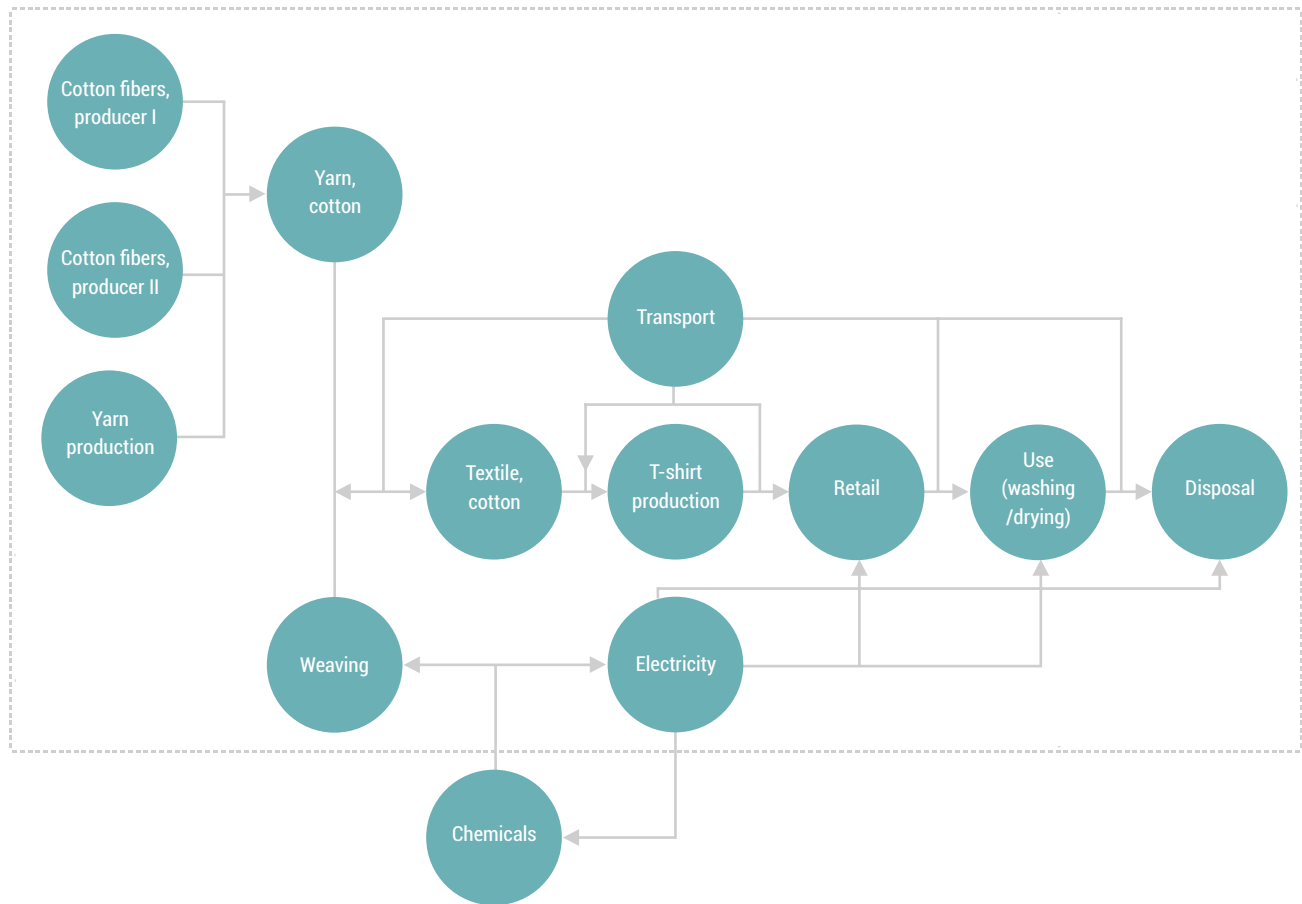 Cotton fibers,
producer I
Yarn,
cotton
Cotton fibers,
producer II
Transport
Yarn
production
Textile,
cotton
T-shirt
production
Retail
Use
(washing
/drying)
Disposal
Weaving
Electricity
Chemicals